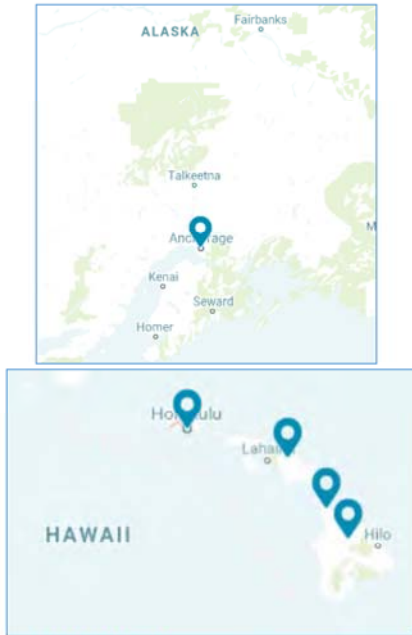 Fairbanks
ALASKA
Talkeetna
Anchorage
M
Kenai
Seward
Homer
Honolulu
Lahaina
HAWAII
Hilo